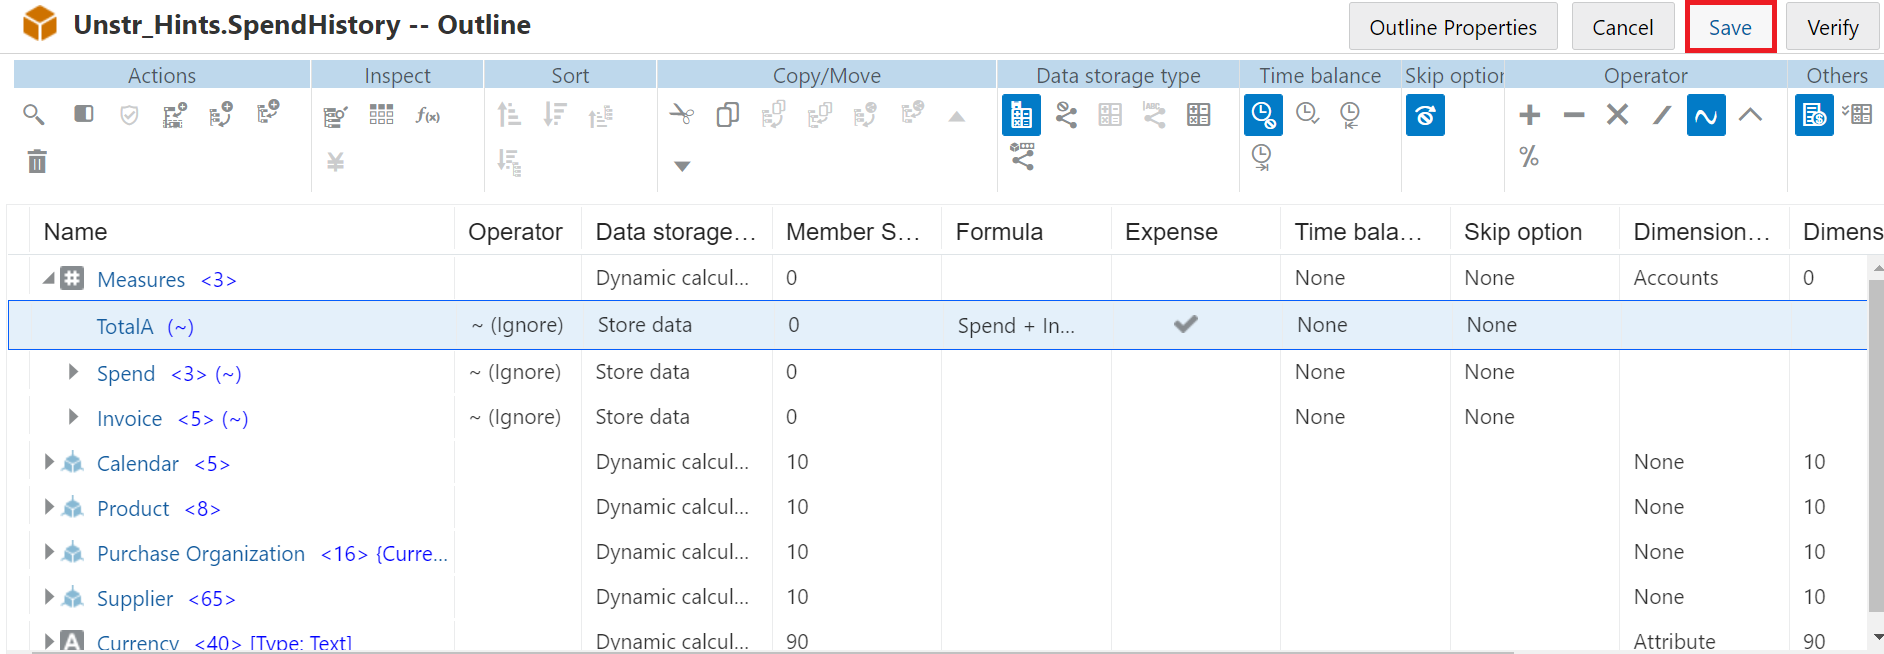 Unstr_Hints.SpendHistory -- Outline
Outline Properties Cancel Save Verify
Actions Inspect Sort Copy/Move Data storage type Time balance Skip option Operator Others
f(x) ABC
¥ %
Name Operator Data storage... Member S... Formula Expense Time bala... Skip option Dimension... Dimens
Measures <3> Dynamic calcul... 0 None None Accounts 0
TotalA (~) ~ (Ignore) Store data 0 Spend + In... None None
Spend <3> (~) ~ (Ignore) Store data 0 None None
Invoice <5> (~) ~ (Ignore) Store data 0 None None
Calendar <5> Dynamic calcul... 10 None 10
Product <8> Dynamic calcul... 10 None 10
Purchase Organization <16> {Curre... Dynamic calcul... 10 None 10
Supplier <65> Dynamic calcul... 10 None 10
A Currency <40> [Type: Text] Dynamic calcul... 90 Attribute 90